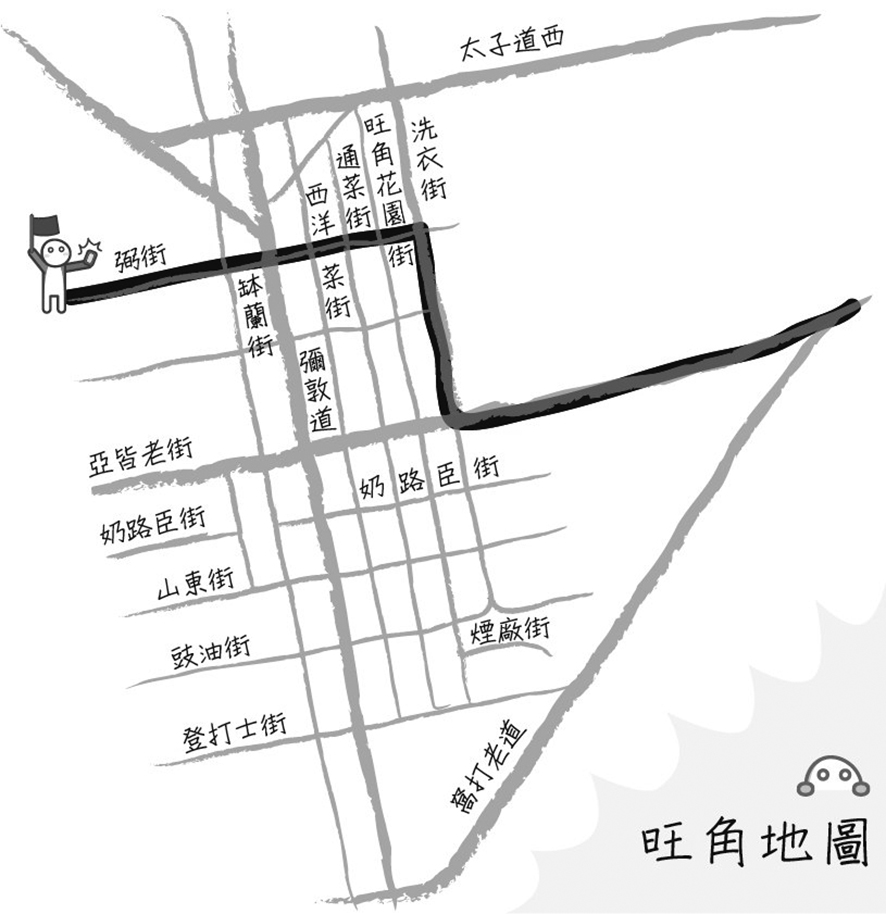 太子道西
洗衣街
旺角花園街
通菜街
西洋菜街
弼街
缽蘭街
彌敦道
亞皆老街
奶路臣街
奶路臣街
山東街
豉油街
煙廠街
登打士街
窩打老道
旺角地圖